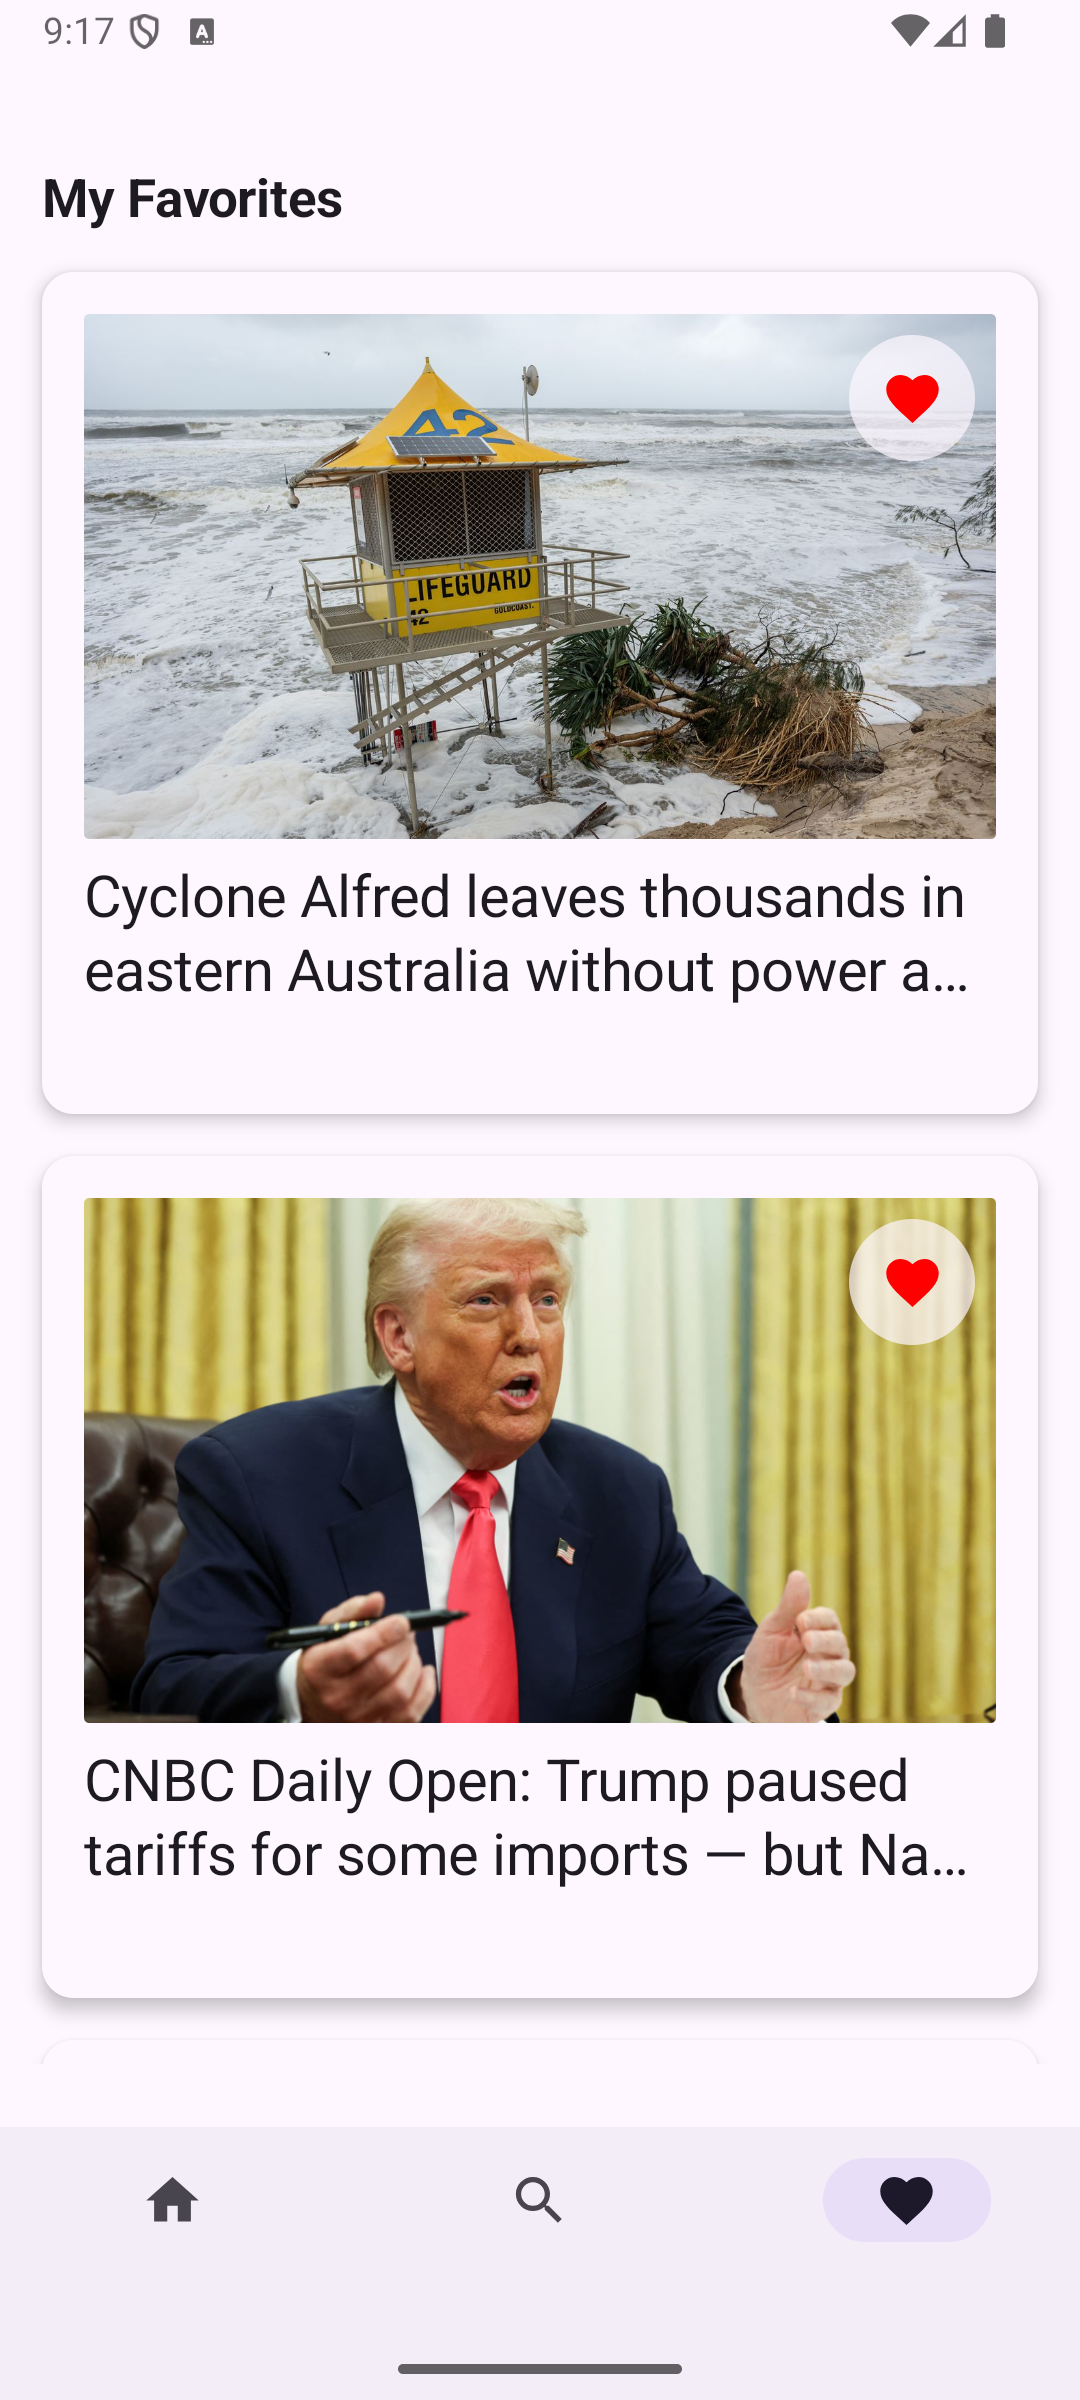 9:17
My Favorites
42
LIFEGUARD
42 GOLDCOAST.
Cyclone Alfred leaves thousands in
eastern Australia without power a…
CNBC Daily Open: Trump paused
tariffs for some imports — but Na…